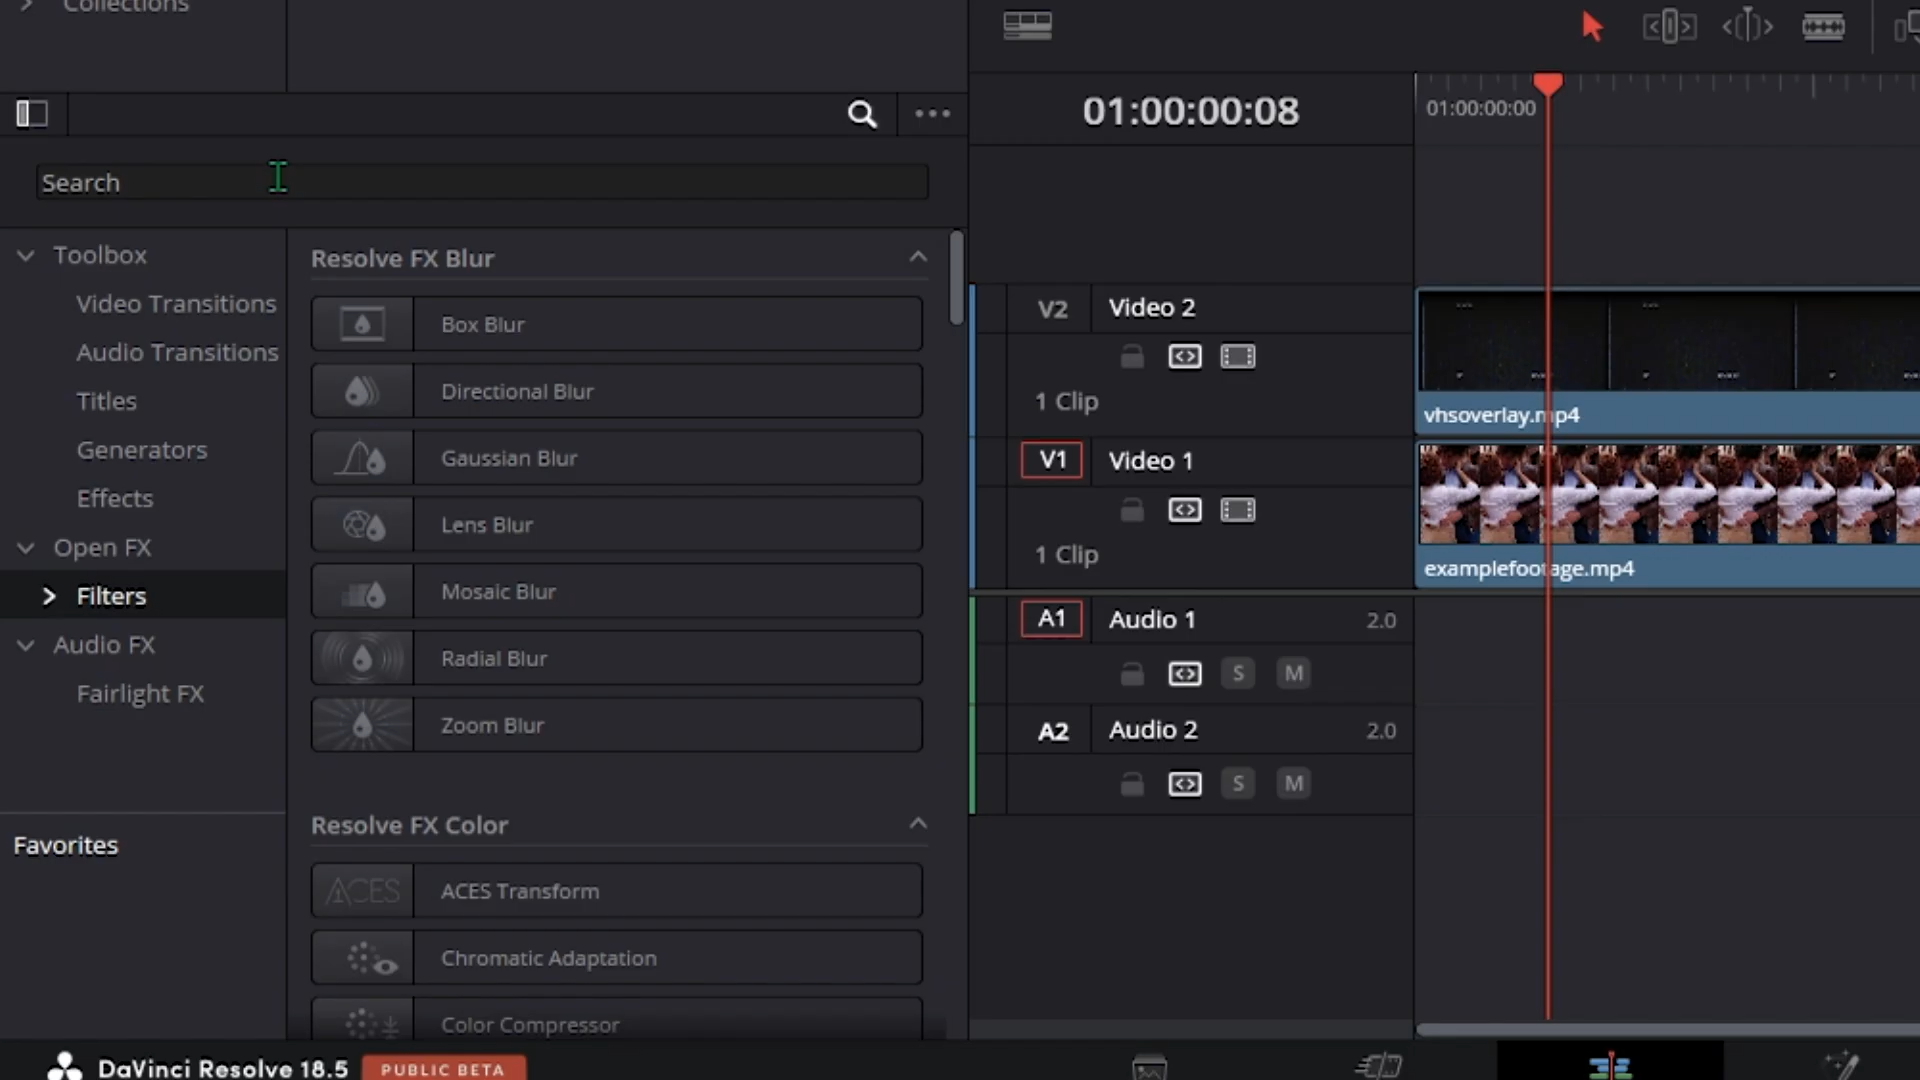 Collections
01:00:00:08
01:00:00:00
Search
Toolbox
Video Transitions
Audio Transitions
Titles
Generators
Effects
Open FX
Filters
Audio FX
Fairlight FX
Favorites
Resolve FX Blur
Box Blur
Directional Blur
Gaussian Blur
Lens Blur
Mosaic Blur
Radial Blur
Zoom Blur
Resolve FX Color
ACES
ACES Transform
Chromatic Adaptation
Color Compressor
V2 Video 2
1 Clip
vhsoverlay.mp4
V1 Video 1
1 Clip
examplefootage.mp4
A1 Audio 1 2.0
S M
A2 Audio 2 2.0
S M
DaVinci Resolve 18.5 PUBLIC BETA